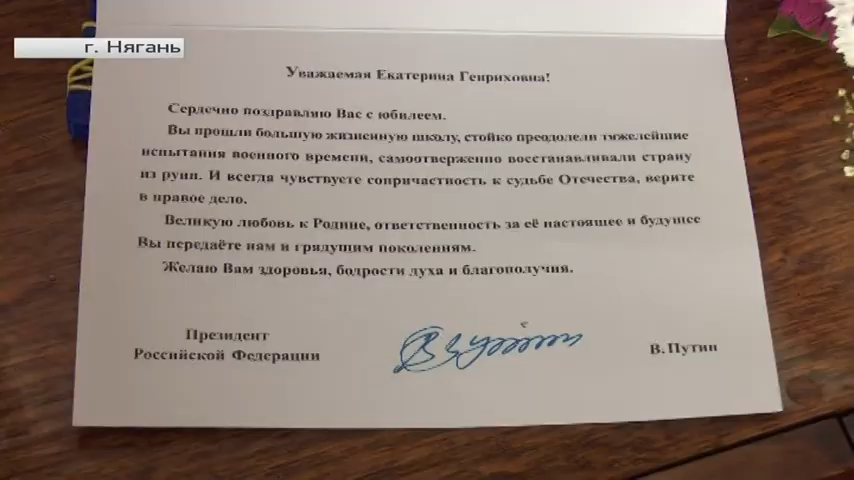 г. Нягань
Уважаемая Екатерина Генриховна!
Сердечно поздравляю Вас с юбилеем.
Вы прошли большую жизненную школу, стойко преодолели тяжелейшие
испытания военного времени, самоотверженно восстанавливали страну
из руин. И всегда чувствуете сопричастность к судьбе Отечества, верите
в правое дело.
Великую любовь к Родине, ответственность за её настоящее и будущее
Вы передаёте нам и грядущим поколениям.
Желаю Вам здоровья, бодрости духа и благополучия.
Президент
Российской Федерации
В. Путин